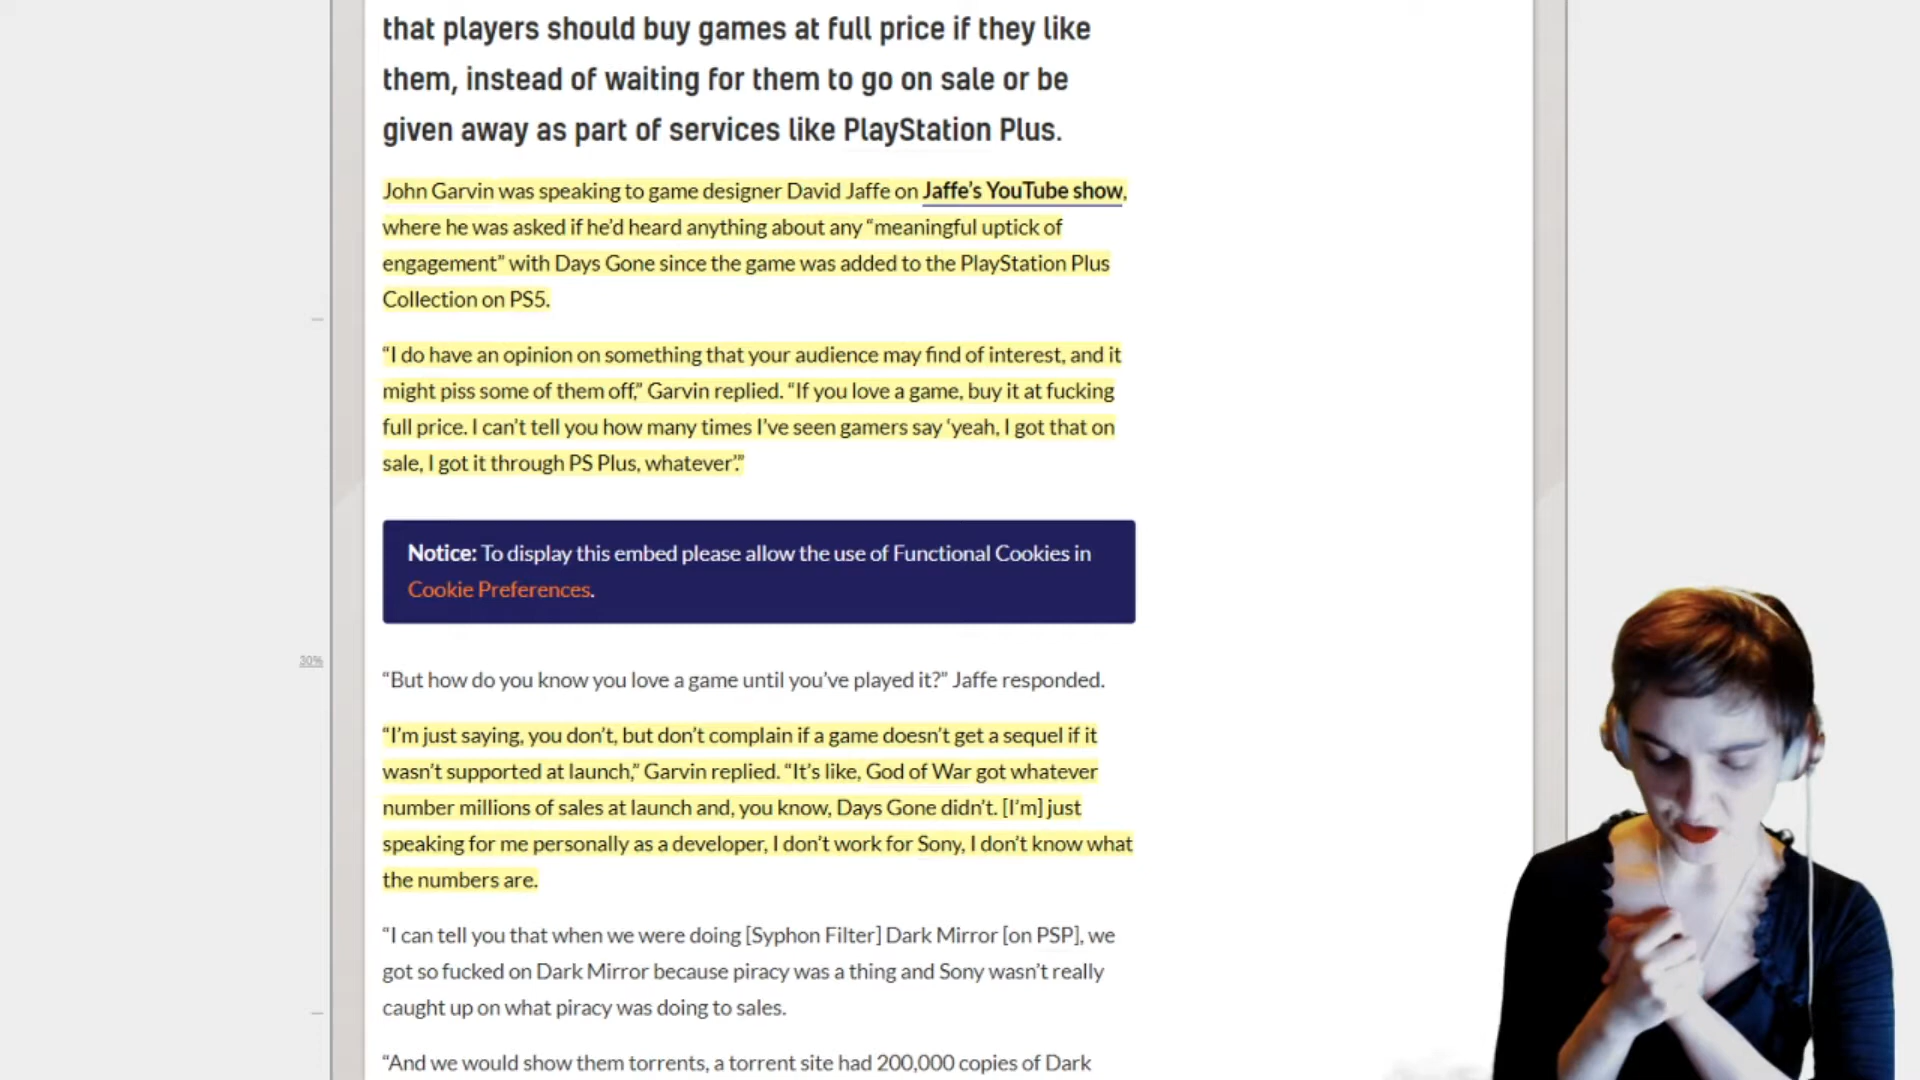 that players should buy games at full price if they like
them, instead of waiting for them to go on sale or be
given away as part of services like PlayStation Plus.
John Garvin was speaking to game designer David Jaffe on Jaffe’s YouTube show,
where he was asked if he’d heard anything about any “meaningful uptick of
engagement” with Days Gone since the game was added to the PlayStation Plus
Collection on PS5.
“I do have an opinion on something that your audience may find of interest, and it
might piss some of them off,” Garvin replied. “If you love a game, buy it at fucking
full price. I can’t tell you how many times I’ve seen gamers say ‘yeah, I got that on
sale, I got it through PS Plus, whatever’.”
Notice: To display this embed please allow the use of Functional Cookies in
Cookie Preferences.
30%
“But how do you know you love a game until you’ve played it?” Jaffe responded.
“I’m just saying, you don’t, but don’t complain if a game doesn’t get a sequel if it
wasn’t supported at launch,” Garvin replied. “It’s like, God of War got whatever
number millions of sales at launch and, you know, Days Gone didn’t. [I’m] just
speaking for me personally as a developer, I don’t work for Sony, I don’t know what
the numbers are.
“I can tell you that when we were doing [Syphon Filter] Dark Mirror [on PSP], we
got so fucked on Dark Mirror because piracy was a thing and Sony wasn’t really
caught up on what piracy was doing to sales.
“And we would show them torrents, a torrent site had 200,000 copies of Dark